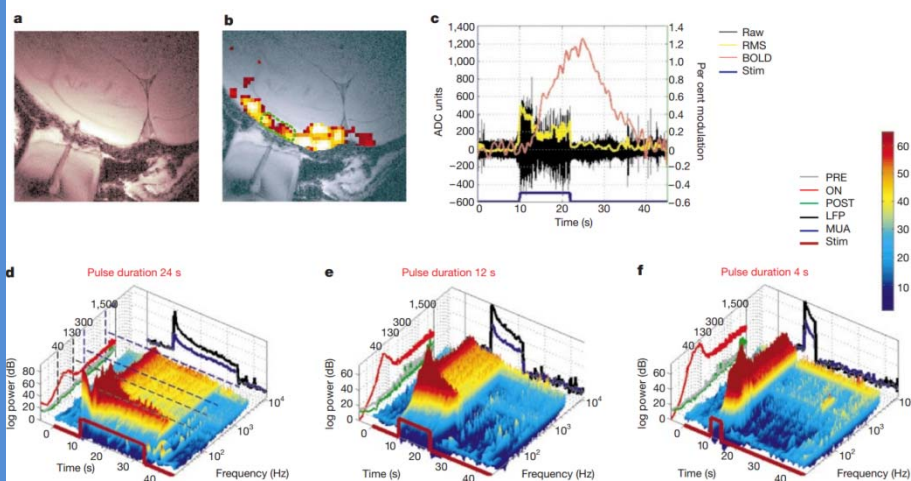 a
b
c
1,400
1,200
1,000
800
600
400
200
0
−200
−400
−600
ADC units
1.4
1.2
1.0
0.8
0.6
0.4
0.2
0
−0.2
−0.4
−0.6
Per cent modulation
0 10 20 30 40
Time (s)
Raw
RMS
BOLD
Stim
PRE
ON
POST
LFP
MUA
Stim
60
50
40
30
20
10
d
Pulse duration 24 s
1,500
300
130
40
80
60
40
20
log power (dB)
0
10
20
30
40
Time (s)
10²
10³
10⁴
Frequency (Hz)
e
Pulse duration 12 s
1,500
300
130
40
60
40
20
0
log power (dB)
0
10
20
30
40
Time (s)
10²
10³
10⁴
Frequency (Hz)
f
Pulse duration 4 s
1,500
300
130
40
60
40
20
0
log power (dB)
0
10
20
30
40
Time (s)
10²
10³
Frequency (Hz)